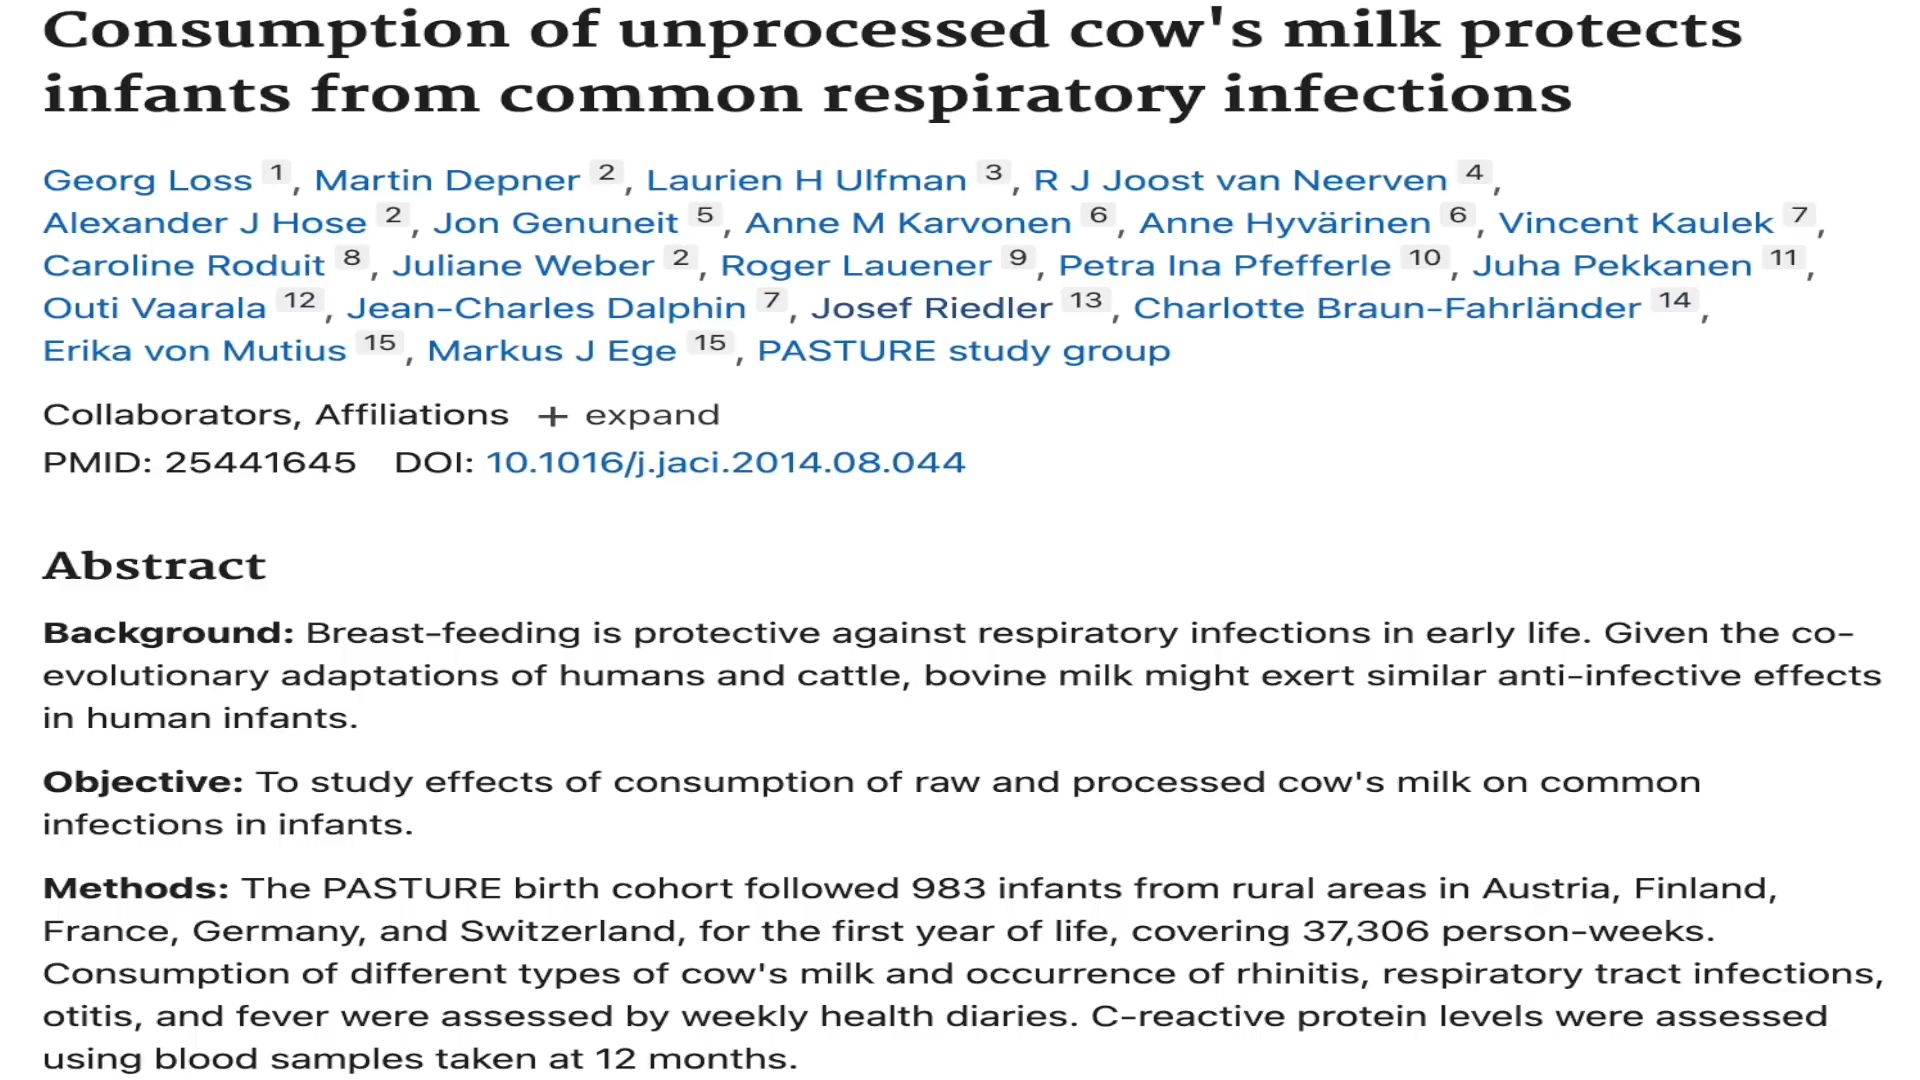 Consumption of unprocessed cow's milk protects
infants from common respiratory infections
Georg Loss 1, Martin Depner 2, Laurien H Ulfman 3, R J Joost van Neerven 4,
Alexander J Hose 2, Jon Genuneit 5, Anne M Karvonen 6, Anne Hyvärinen 6, Vincent Kaulek 7,
Caroline Roduit 8, Juliane Weber 2, Roger Lauener 9, Petra Ina Pfefferle 10, Juha Pekkanen 11,
Outi Vaarala 12, Jean-Charles Dalphin 7, Josef Riedler 13, Charlotte Braun-Fahrländer 14,
Erika von Mutius 15, Markus J Ege 15, PASTURE study group
Collaborators, Affiliations + expand
PMID: 25441645 DOI: 10.1016/j.jaci.2014.08.044
Abstract
Background: Breast-feeding is protective against respiratory infections in early life. Given the co-
evolutionary adaptations of humans and cattle, bovine milk might exert similar anti-infective effects
in human infants.
Objective: To study effects of consumption of raw and processed cow's milk on common
infections in infants.
Methods: The PASTURE birth cohort followed 983 infants from rural areas in Austria, Finland,
France, Germany, and Switzerland, for the first year of life, covering 37,306 person-weeks.
Consumption of different types of cow's milk and occurrence of rhinitis, respiratory tract infections,
otitis, and fever were assessed by weekly health diaries. C-reactive protein levels were assessed
using blood samples taken at 12 months.